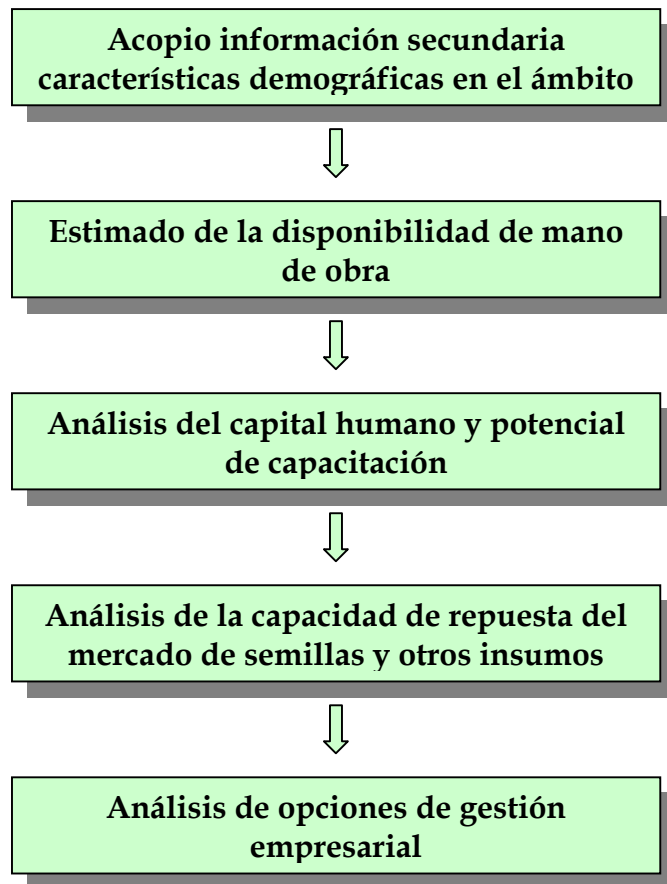 Acopio información secundaria
características demográficas en el ámbito
Estimado de la disponibilidad de mano
de obra
Análisis del capital humano y potencial
de capacitación
Análisis de la capacidad de repuesta del
mercado de semillas y otros insumos
Análisis de opciones de gestión
empresarial